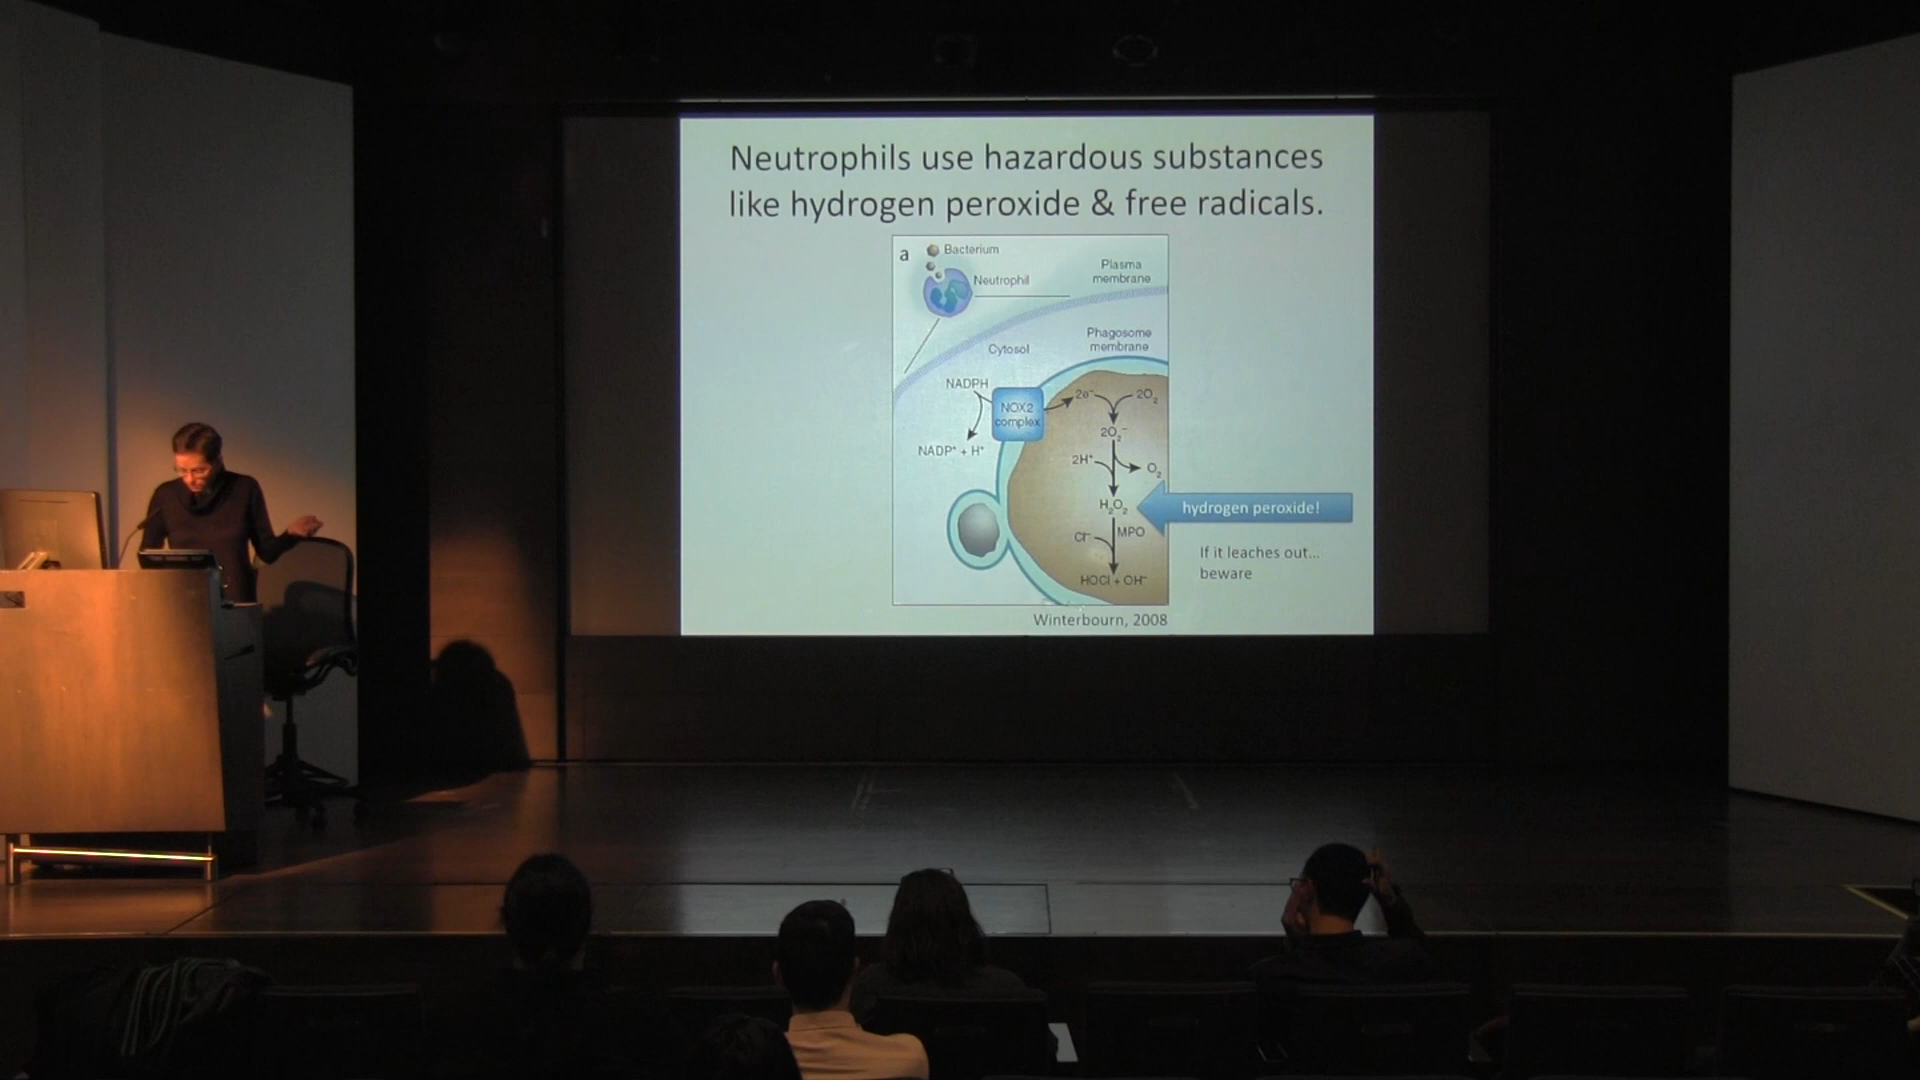 Neutrophils use hazardous substances
like hydrogen peroxide & free radicals.
a
Bacterium
Neutrophil
Plasma
membrane
Phagosome
membrane
Cytosol
NADPH
NOX2
complex
2e⁻
2O₂
2O₂⁻
NADP⁺ + H⁺
2H⁺
O₂
H₂O₂
hydrogen peroxide!
Cl⁻
MPO
HOCl + OH⁻
If it leaches out...
beware
Winterbourn, 2008